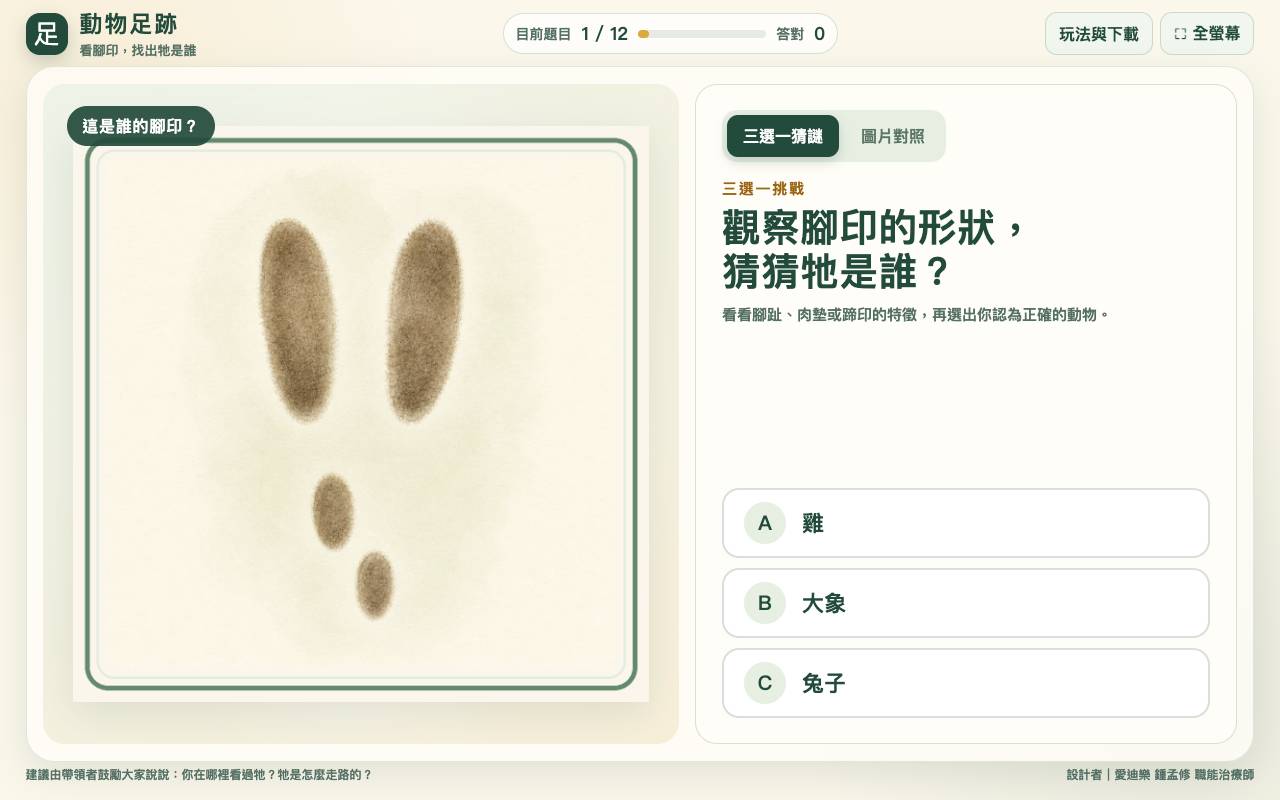 足
動物足跡
看腳印，找出牠是誰
目前題目 1 / 12 答對 0
玩法與下載
全螢幕
這是誰的腳印？
三選一猜謎
圖片對照
三選一挑戰
觀察腳印的形狀，
猜猜牠是誰？
看看腳趾、肉墊或蹄印的特徵，再選出你認為正確的動物。
A 雞
B 大象
C 兔子
建議由帶領者鼓勵大家說說：你在哪裡看過牠？牠是怎麼走路的？
設計者｜愛迪樂 鍾孟修 職能治療師